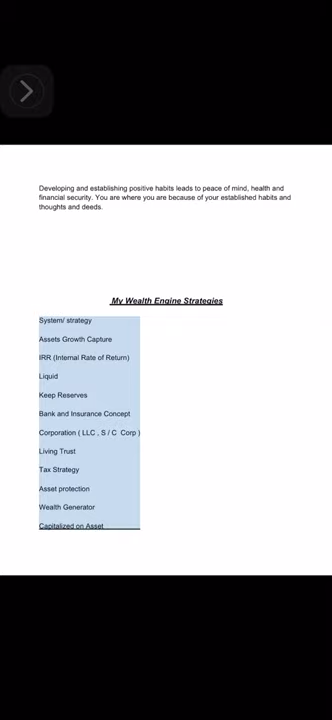 Developing and establishing positive habits leads to peace of mind, health and
financial security. You are where you are because of your established habits and
thoughts and deeds.
My Wealth Engine Strategies
System/ strategy
Assets Growth Capture
IRR (Internal Rate of Return)
Liquid
Keep Reserves
Bank and Insurance Concept
Corporation ( LLC , S / C Corp )
Living Trust
Tax Strategy
Asset protection
Wealth Generator
Capitalized on Asset